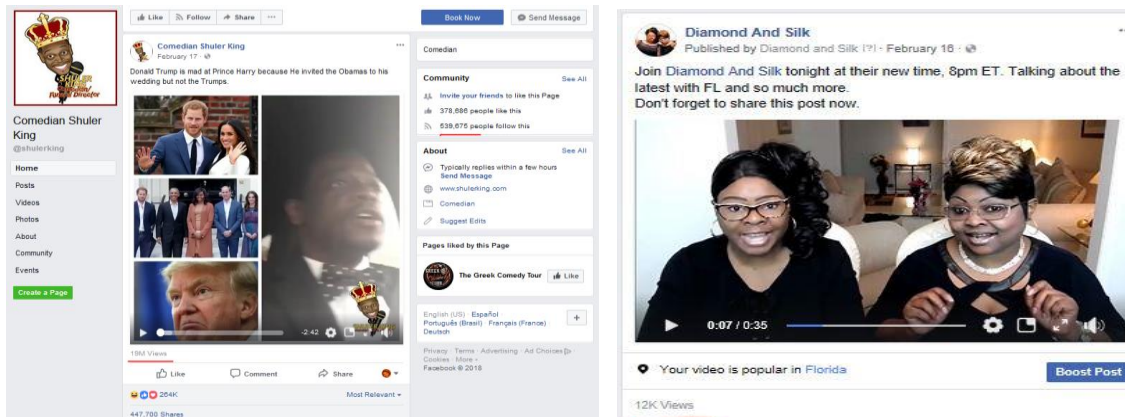 Like Follow Share ...
Book Now
Send Message
Comedian Shuler King
@shulerking
Home
Posts
Videos
Photos
About
Community
Events
Create a Page
Comedian Shuler King
February 17 ·
Donald Trump is mad at Prince Harry because He invited the Obamas to his
wedding but not the Trumps.
-2:42
19M Views
Like Comment Share
264K
Most Relevant
447,700 Shares
Comedian
Community
See All
Invite your friends to like this Page
378,686 people like this
539,675 people follow this
About
See All
Typically replies within a few hours
Send Message
www.shulerking.com
Comedian
Suggest Edits
Pages liked by this Page
The Greek Comedy Tour
Like
English (US) · Español
Português (Brasil) · Français (France)
Deutsch
Privacy · Terms · Advertising · Ad Choices
Cookies · More
Facebook © 2018
Diamond And Silk
Published by Diamond and Silk [?] · February 16 ·
Join Diamond And Silk tonight at their new time, 8pm ET. Talking about the
latest with FL and so much more.
Don't forget to share this post now.
0:07 / 0:35
Your video is popular in Florida
Boost Post
12K Views